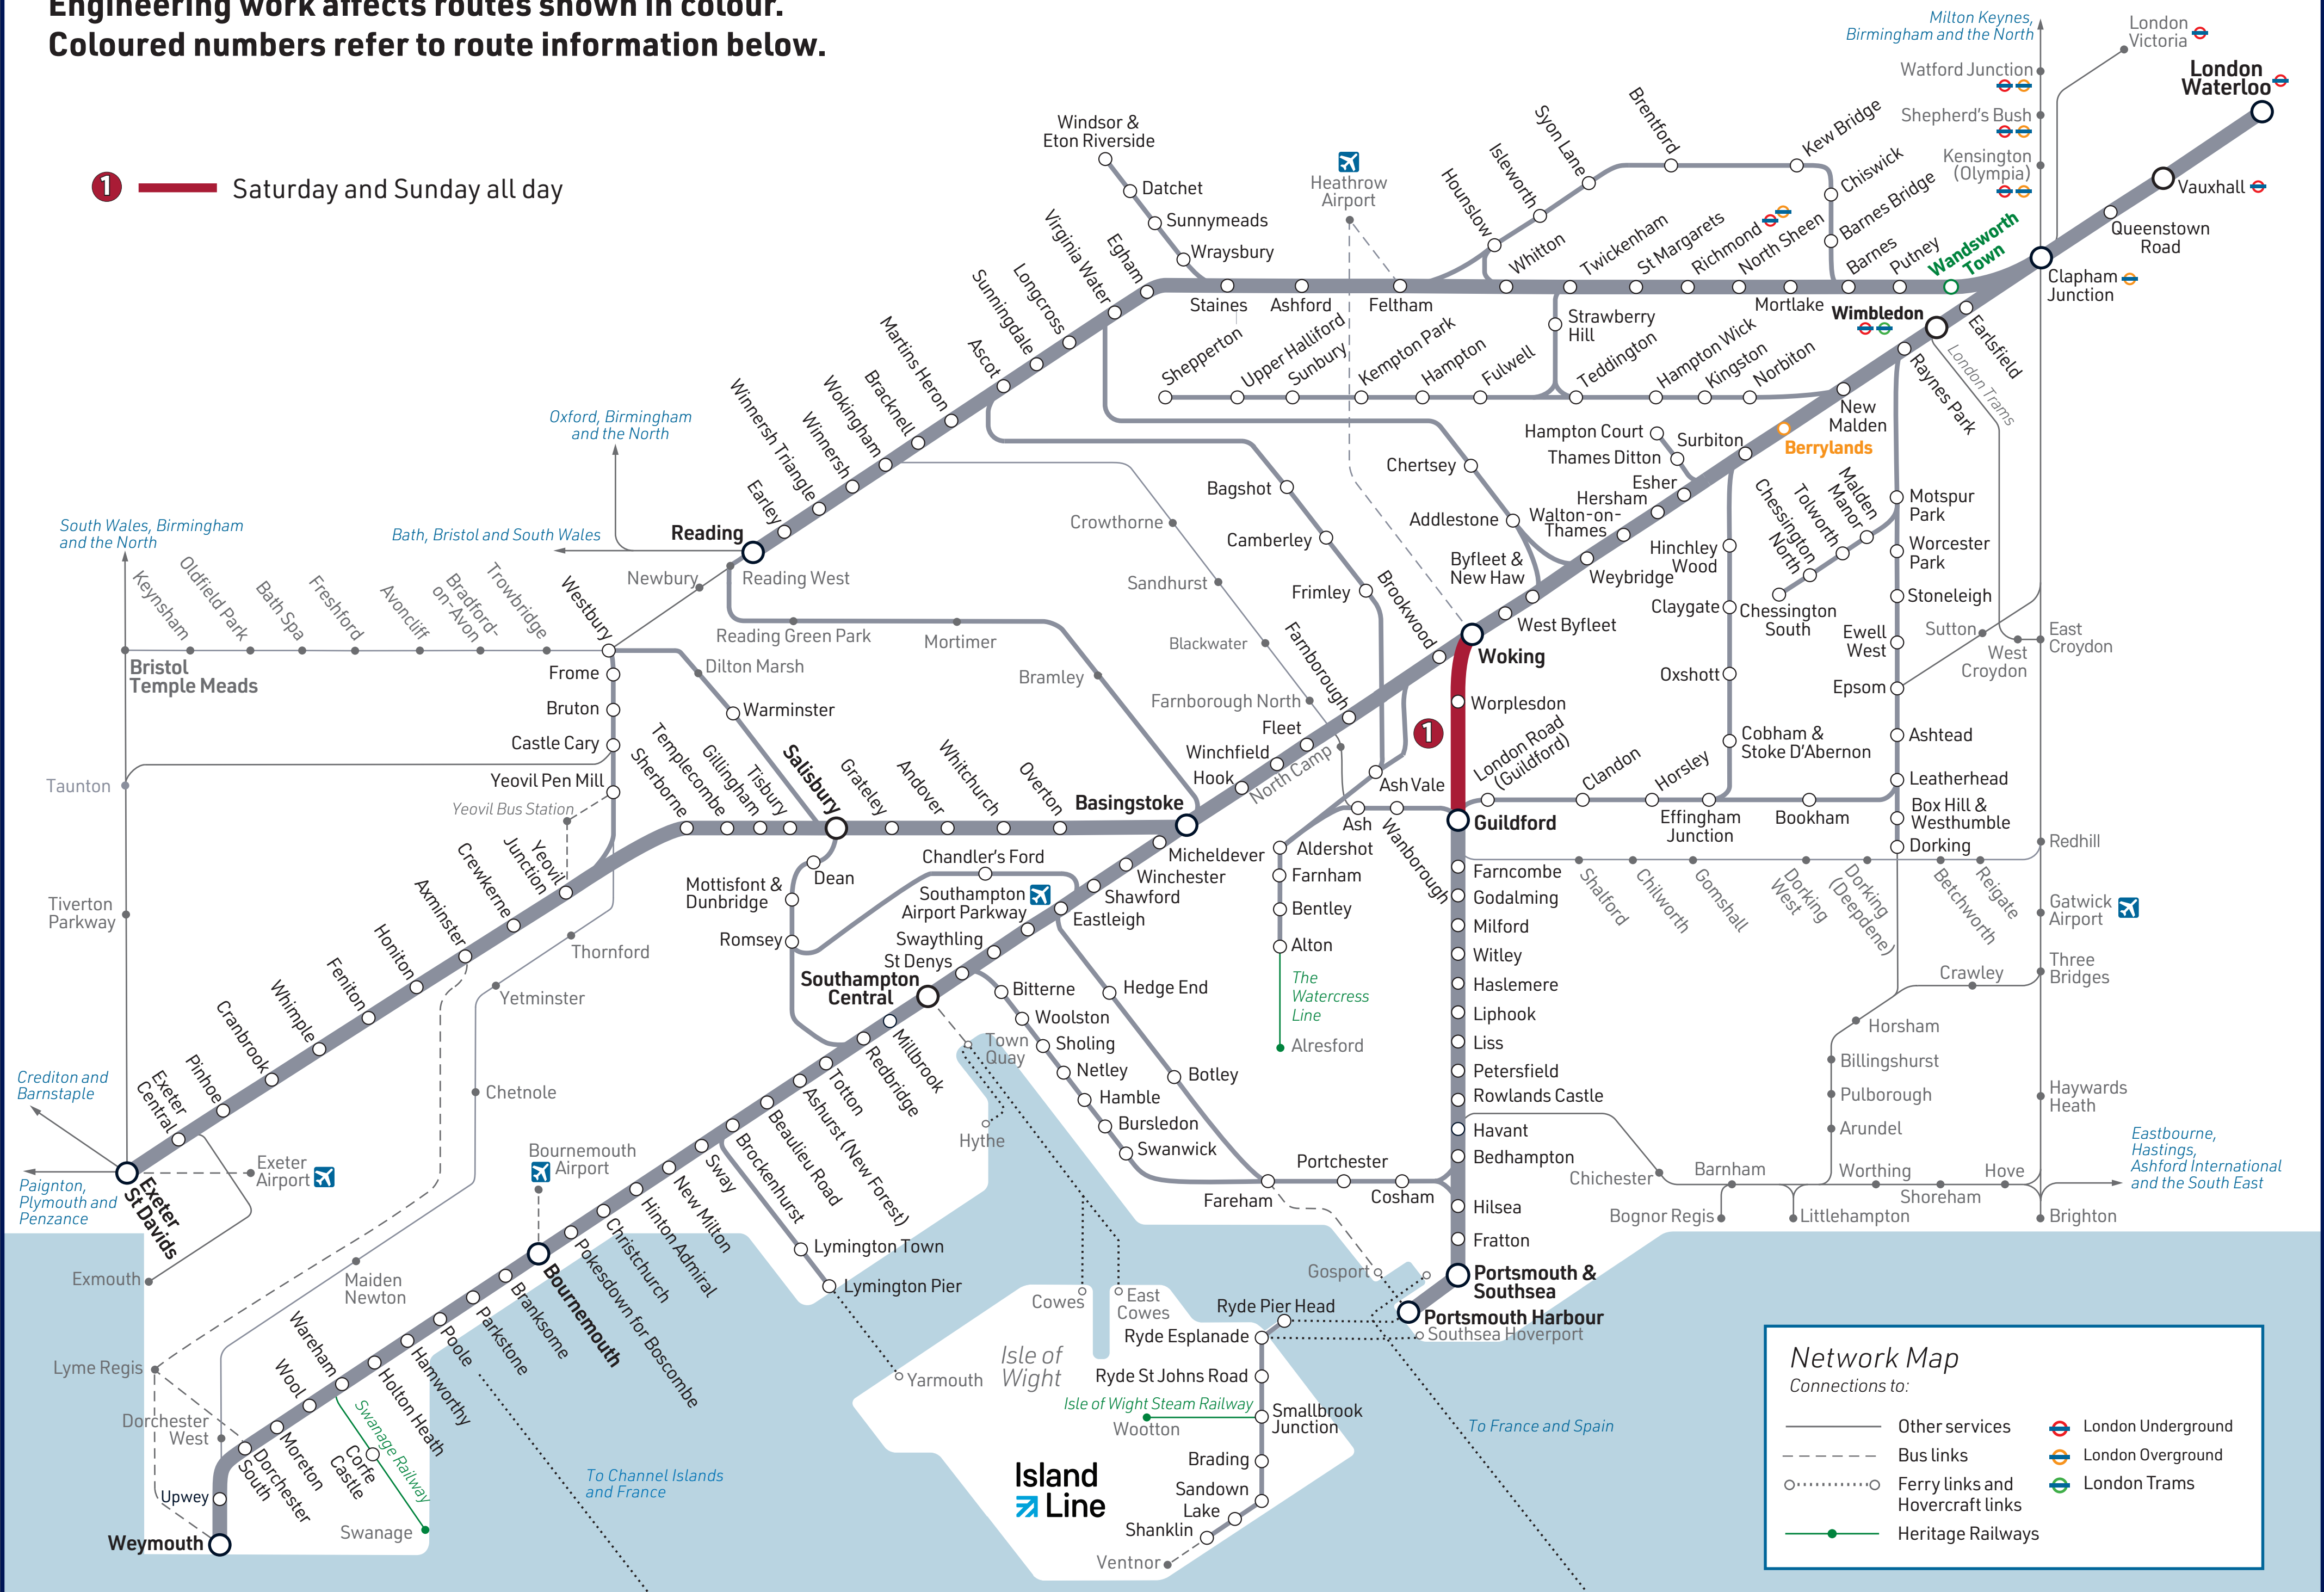 Engineering work affects routes shown in colour.
Coloured numbers refer to route information below.
1
Saturday and Sunday all day
Milton Keynes,
Birmingham and the North
London
Victoria
Watford Junction
London
Waterloo
Shepherd's Bush
Kensington
(Olympia)
Vauxhall
Queenstown
Road
Clapham
Junction
Windsor &
Eton Riverside
Datchet
Sunnymeads
Wraysbury
Heathrow
Airport
Hounslow
Isleworth
Syon Lane
Brentford
Kew Bridge
Chiswick
Barnes Bridge
Virginia Water
Egham
Staines
Ashford
Feltham
Whitton
Twickenham
St Margarets
Richmond
North Sheen
Mortlake
Barnes
Putney
Wandsworth
Town
Wimbledon
Earlsfield
London Trams
Raynes Park
Strawberry
Hill
Shepperton
Upper Halliford
Sunbury
Kempton Park
Hampton
Fulwell
Teddington
Hampton Wick
Kingston
Norbiton
New
Malden
Berrylands
Surbiton
Hampton Court
Thames Ditton
Esher
Hersham
Walton-on-
Thames
Weybridge
Byfleet &
New Haw
West Byfleet
Chertsey
Addlestone
Longcross
Sunningdale
Ascot
Martins Heron
Bracknell
Wokingham
Winnersh
Winnersh Triangle
Earley
Reading
Oxford, Birmingham
and the North
Bath, Bristol and South Wales
South Wales, Birmingham
and the North
Keynsham
Oldfield Park
Bath Spa
Freshford
Avoncliff
Bradford-
on-Avon
Trowbridge
Westbury
Newbury
Reading West
Reading Green Park
Mortimer
Bramley
Bristol
Temple Meads
Frome
Bruton
Castle Cary
Yeovil Pen Mill
Yeovil Bus Station
Dilton Marsh
Warminster
Crowthorne
Sandhurst
Blackwater
Farnborough North
North Camp
Bagshot
Camberley
Frimley
Brookwood
Farnborough
Fleet
Winchfield
Hook
Woking
Worplesdon
1
Ash Vale
Ash
Wanborough
Guildford
London Road
(Guildford)
Clandon
Horsley
Effingham
Junction
Bookham
Hinchley
Wood
Claygate
Oxshott
Cobham &
Stoke D'Abernon
Chessington
South
Chessington
North
Tolworth
Malden
Manor
Motspur
Park
Worcester
Park
Stoneleigh
Ewell
West
Epsom
Ashtead
Leatherhead
Box Hill &
Westhumble
Dorking
Sutton
West
Croydon
East
Croydon
Redhill
Gatwick
Airport
Three
Bridges
Crawley
Haywards
Heath
Shalford
Chilworth
Gomshall
Dorking
West
Dorking
(Deepdene)
Betchworth
Reigate
Horsham
Billingshurst
Pulborough
Arundel
Eastbourne,
Hastings,
Ashford International
and the South East
Chichester
Barnham
Worthing
Shoreham
Hove
Bognor Regis
Littlehampton
Brighton
Taunton
Tiverton
Parkway
Sherborne
Templecombe
Gillingham
Tisbury
Salisbury
Grateley
Andover
Whitchurch
Overton
Basingstoke
Yeovil
Junction
Crewkerne
Axminster
Honiton
Feniton
Whimple
Cranbrook
Pinhoe
Exeter
Central
Exeter
St Davids
Exeter
Airport
Crediton and
Barnstaple
Paignton,
Plymouth and
Penzance
Exmouth
Lyme Regis
Thornford
Yetminster
Chetnole
Maiden
Newton
Dorchester
West
Dean
Mottisfont &
Dunbridge
Romsey
Chandler's Ford
Micheldever
Winchester
Shawford
Eastleigh
Southampton
Airport Parkway
Swaythling
St Denys
Southampton
Central
Millbrook
Redbridge
Totton
Ashurst (New Forest)
Beaulieu Road
Brockenhurst
Sway
New Milton
Hinton Admiral
Christchurch
Pokesdown for Boscombe
Bournemouth
Bournemouth
Airport
Branksome
Parkstone
Poole
Hamworthy
Holton Heath
Wareham
Wool
Moreton
Dorchester
South
Upwey
Weymouth
Swanage Railway
Corfe
Castle
Swanage
Lymington Town
Lymington Pier
Yarmouth
Town
Quay
Hythe
Bitterne
Woolston
Sholing
Netley
Hamble
Bursledon
Swanwick
Hedge End
Botley
Fareham
Portchester
Cosham
Aldershot
Farnham
Bentley
Alton
The
Watercress
Line
Alresford
Farncombe
Godalming
Milford
Witley
Haslemere
Liphook
Liss
Petersfield
Rowlands Castle
Havant
Bedhampton
Hilsea
Fratton
Portsmouth &
Southsea
Portsmouth Harbour
Southsea Hoverport
Gosport
Cowes
East
Cowes
Ryde Pier Head
Ryde Esplanade
Ryde St Johns Road
Isle of
Wight
Isle of Wight Steam Railway
Wootton
Smallbrook
Junction
Brading
Sandown
Lake
Shanklin
Ventnor
Island
Line
To Channel Islands
and France
To France and Spain
Network Map
Connections to:
Other services
Bus links
Ferry links and
Hovercraft links
Heritage Railways
London Underground
London Overground
London Trams